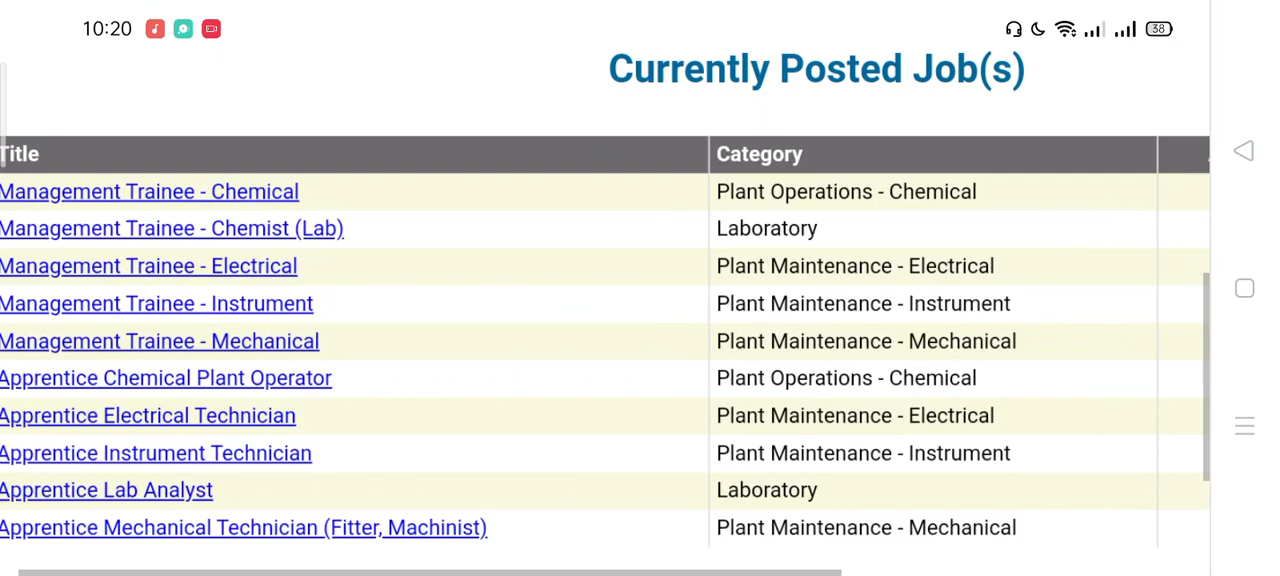 10:20
38
Currently Posted Job(s)
Title Category
Management Trainee - Chemical Plant Operations - Chemical
Management Trainee - Chemist (Lab) Laboratory
Management Trainee - Electrical Plant Maintenance - Electrical
Management Trainee - Instrument Plant Maintenance - Instrument
Management Trainee - Mechanical Plant Maintenance - Mechanical
Apprentice Chemical Plant Operator Plant Operations - Chemical
Apprentice Electrical Technician Plant Maintenance - Electrical
Apprentice Instrument Technician Plant Maintenance - Instrument
Apprentice Lab Analyst Laboratory
Apprentice Mechanical Technician (Fitter, Machinist) Plant Maintenance - Mechanical